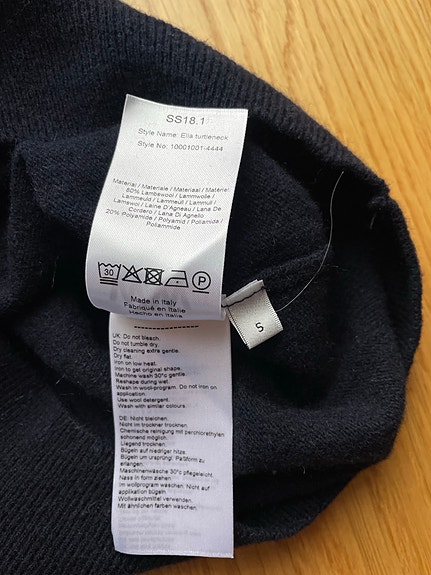 SS18.1
Style Name: Ella turtleneck
Style No: 10001001-4444
Material / Materiale / Materiaal / Matière:
80% Lambswool / Lammwolle /
Lammeuld / Lammeull / Lammull /
Lamswol / Laine D'Agneau / Lana De
Cordero / Lana Di Agnello
20% Polyamide / Polyamid / Poliamida /
Poliammide
30
P
Made in Italy
Fabriqué en Italie
Hecho en Italia
S
UK: Do not bleach.
Do not tumble dry.
Dry cleaning extra gentle.
Dry flat.
Iron on low heat.
Iron to get original shape.
Machine wash 30°c gentle.
Reshape during wet.
Wash in wool-program. Do not iron on
application.
Use wool detergent.
Wash with similar colours.
DE: Nicht bleichen.
Nicht im trockner trocknen.
Chemische reinigung mit perchlorethylen
schonend möglich.
Liegend trocknen.
Bügeln auf niedriger hitze.
Bügeln um ursprüngl. Paßform zu
erlangen.
Maschinenwäsche 30°c pflegeleicht.
Nass in form ziehen.
Im wollprogram waschen. Nicht auf
applikation bügeln.
Wollwaschmittel verwenden.
Mit ähnlichen farben waschen.